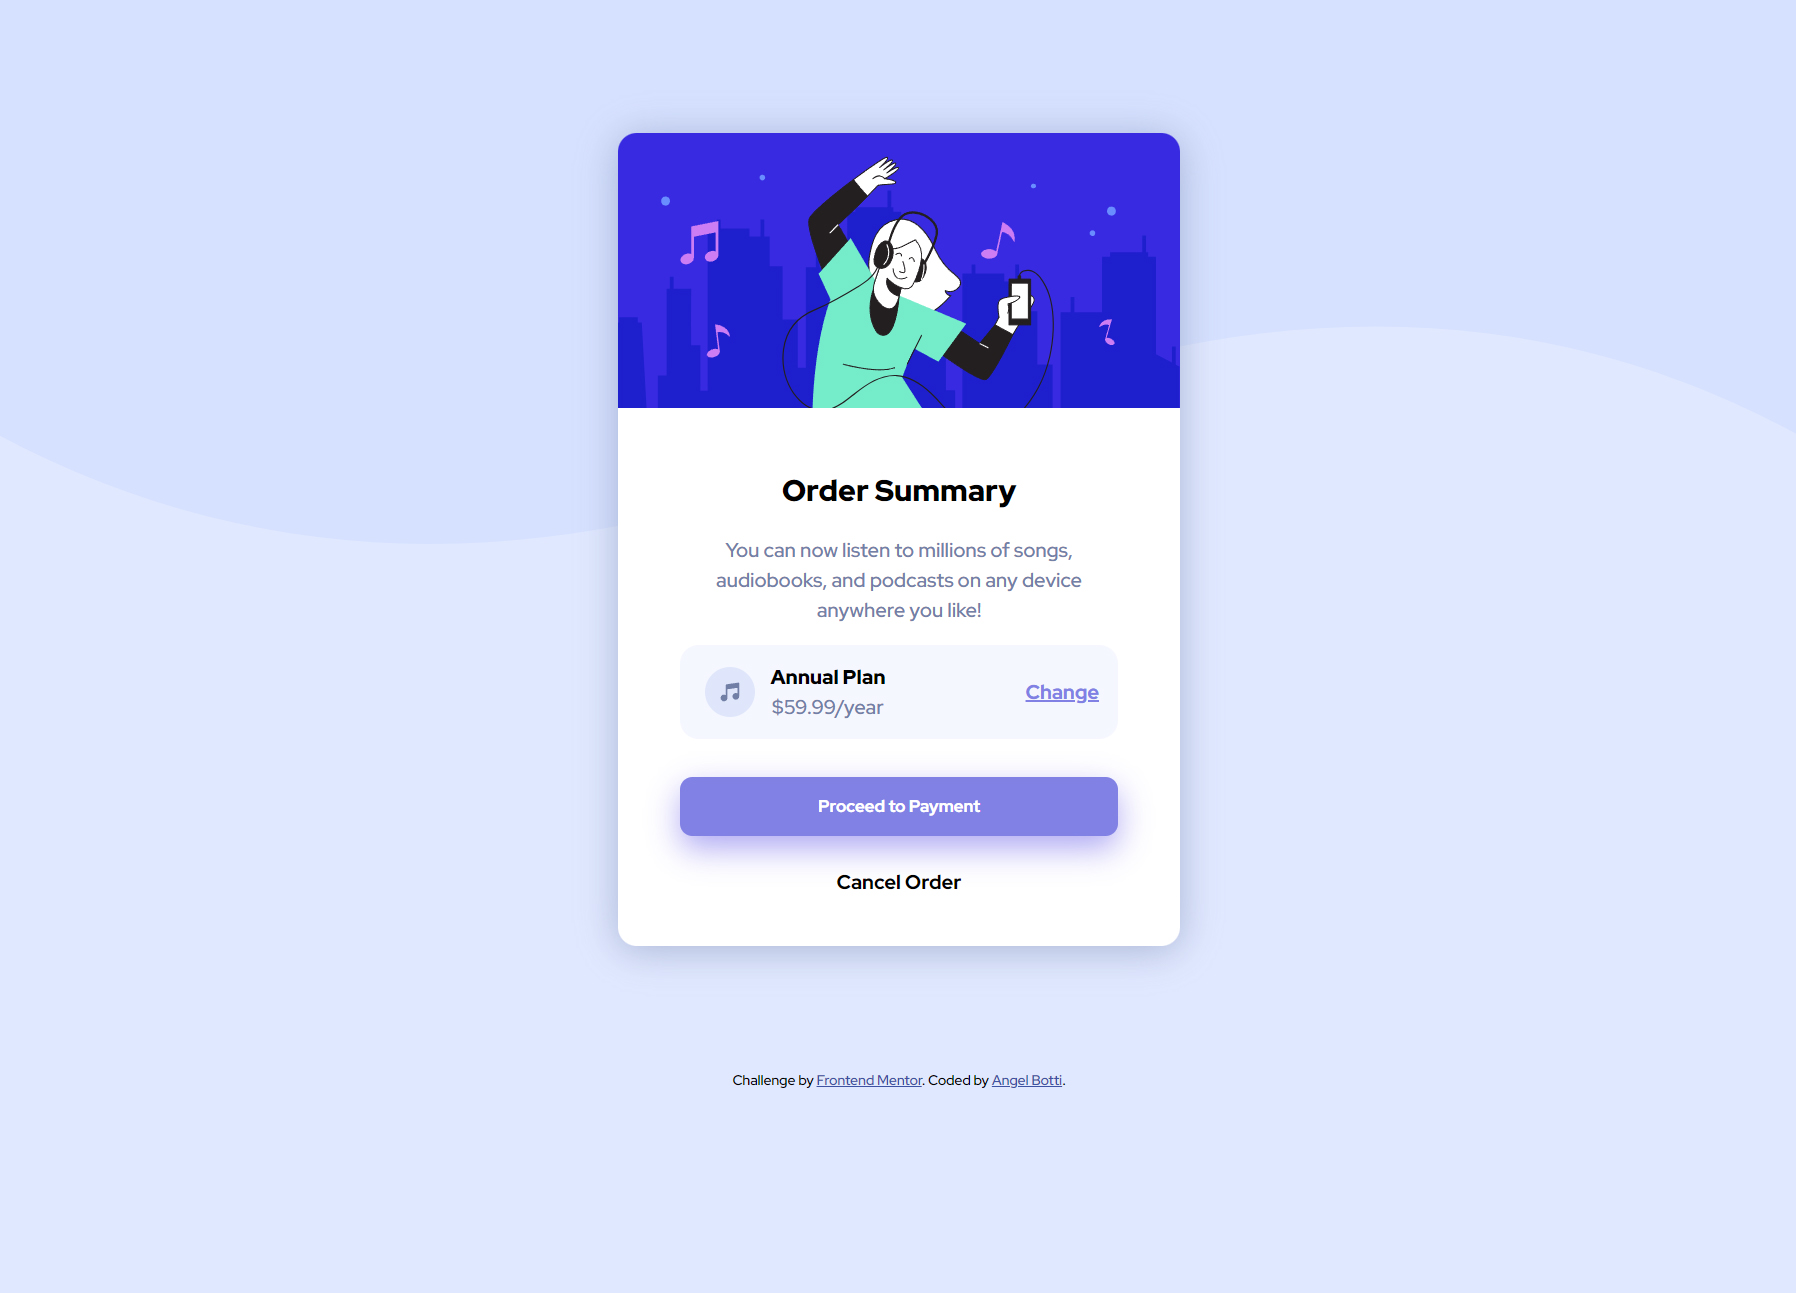 Order Summary
You can now listen to millions of songs,
audiobooks, and podcasts on any device
anywhere you like!
Annual Plan
$59.99/year
Change
Proceed to Payment
Cancel Order
Challenge by Frontend Mentor. Coded by Angel Botti.